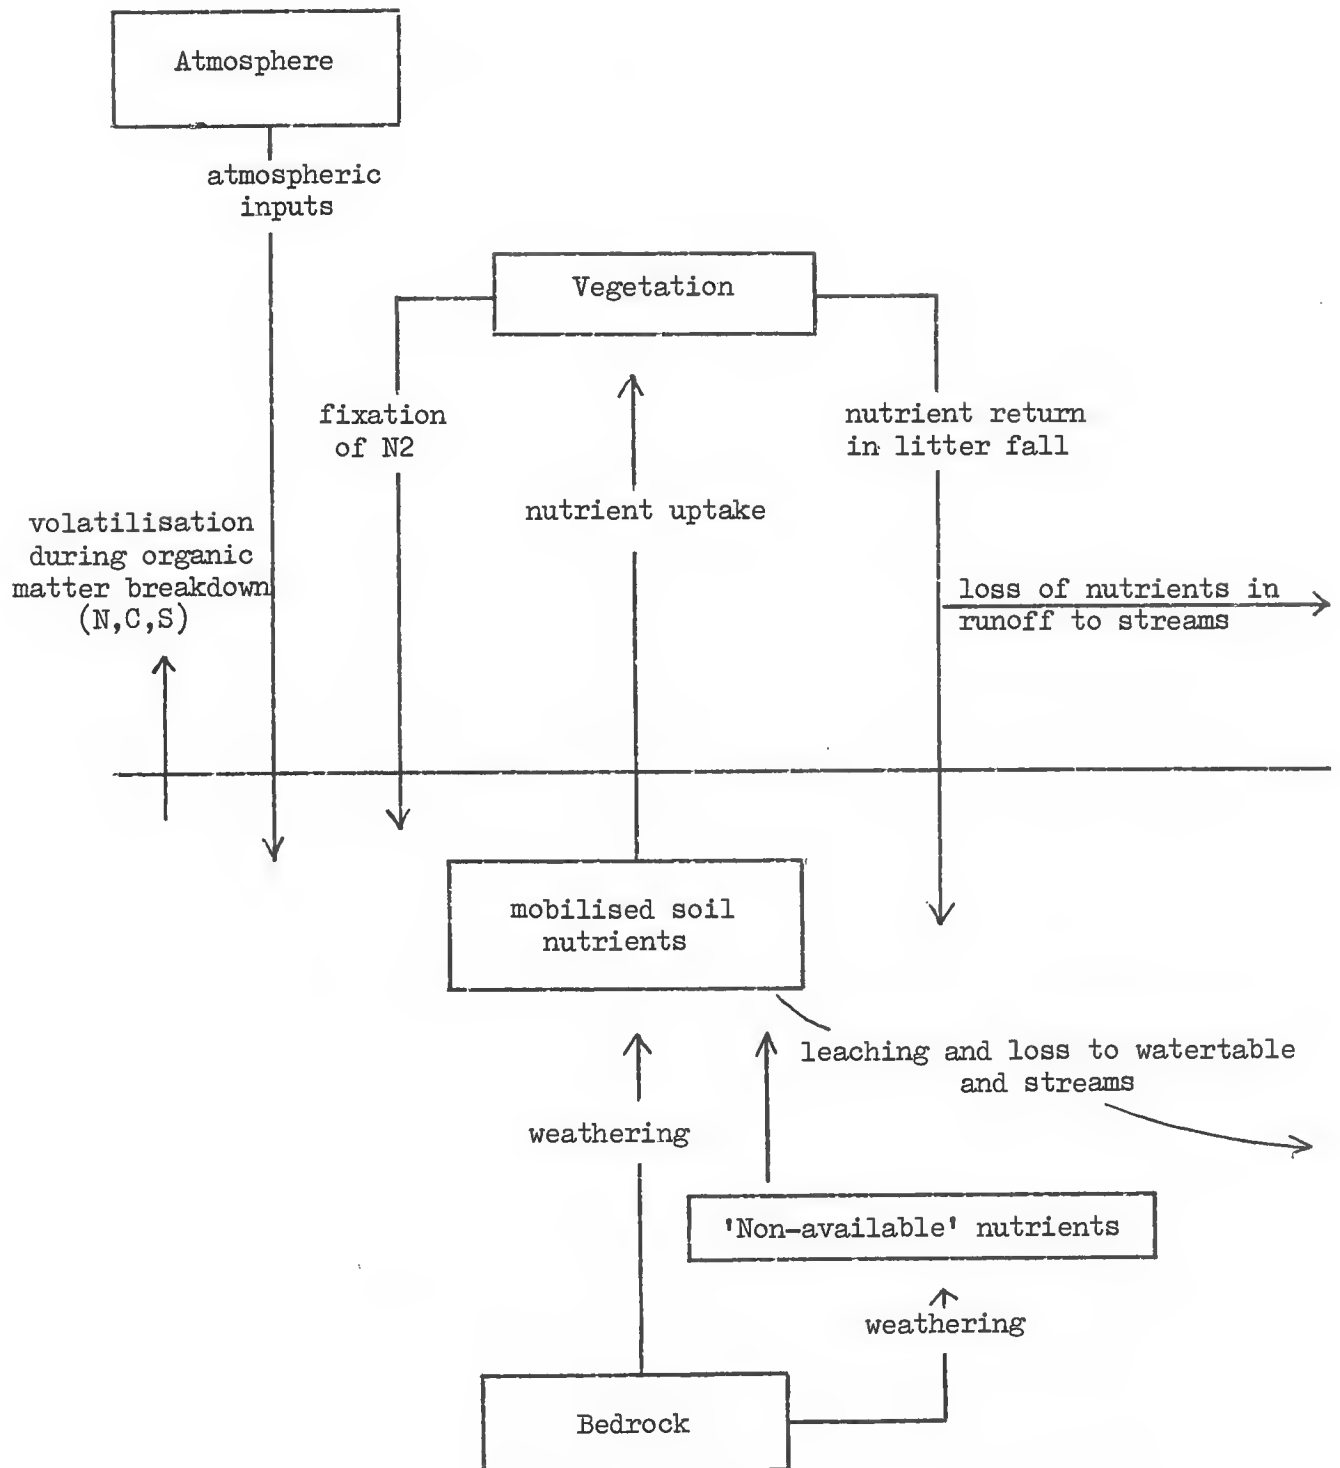 Atmosphere
atmospheric
inputs
Vegetation
fixation
of N2
nutrient return
in litter fall
nutrient uptake
volatilisation
during organic
matter breakdown
(N,C,S)
loss of nutrients in
runoff to streams
mobilised soil
nutrients
leaching and loss to watertable
and streams
weathering
'Non-available' nutrients
weathering
Bedrock